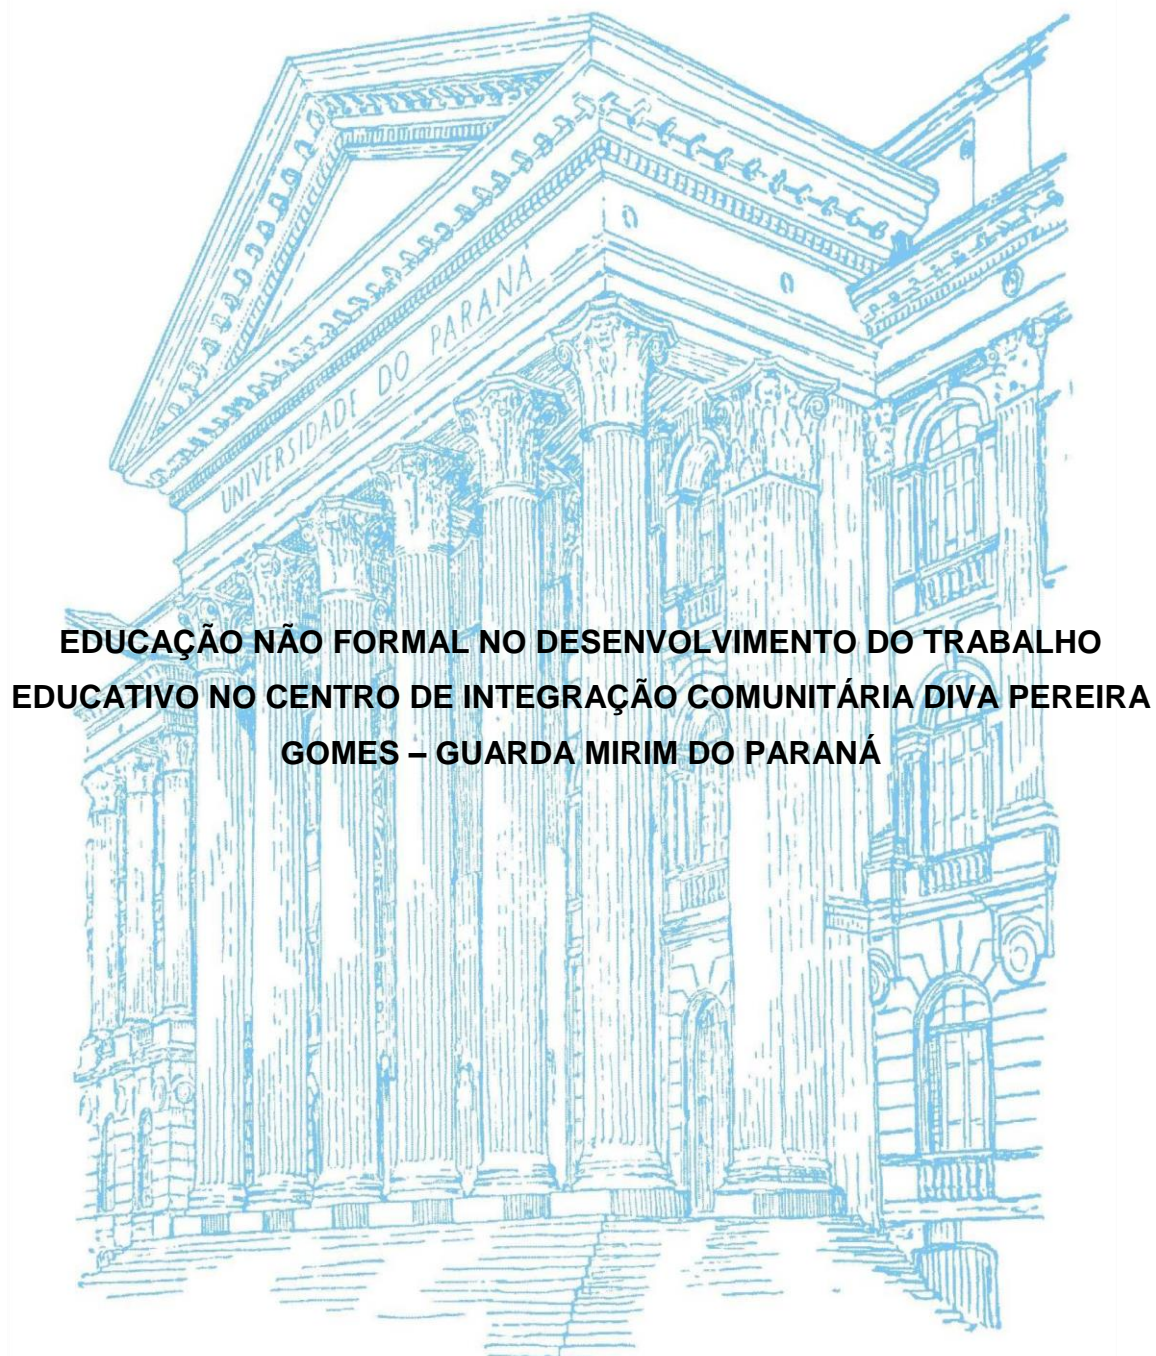 UNIVERSIDADE DO PARANÁ
EDUCAÇÃO NÃO FORMAL NO DESENVOLVIMENTO DO TRABALHO
EDUCATIVO NO CENTRO DE INTEGRAÇÃO COMUNITÁRIA DIVA PEREIRA
GOMES – GUARDA MIRIM DO PARANÁ